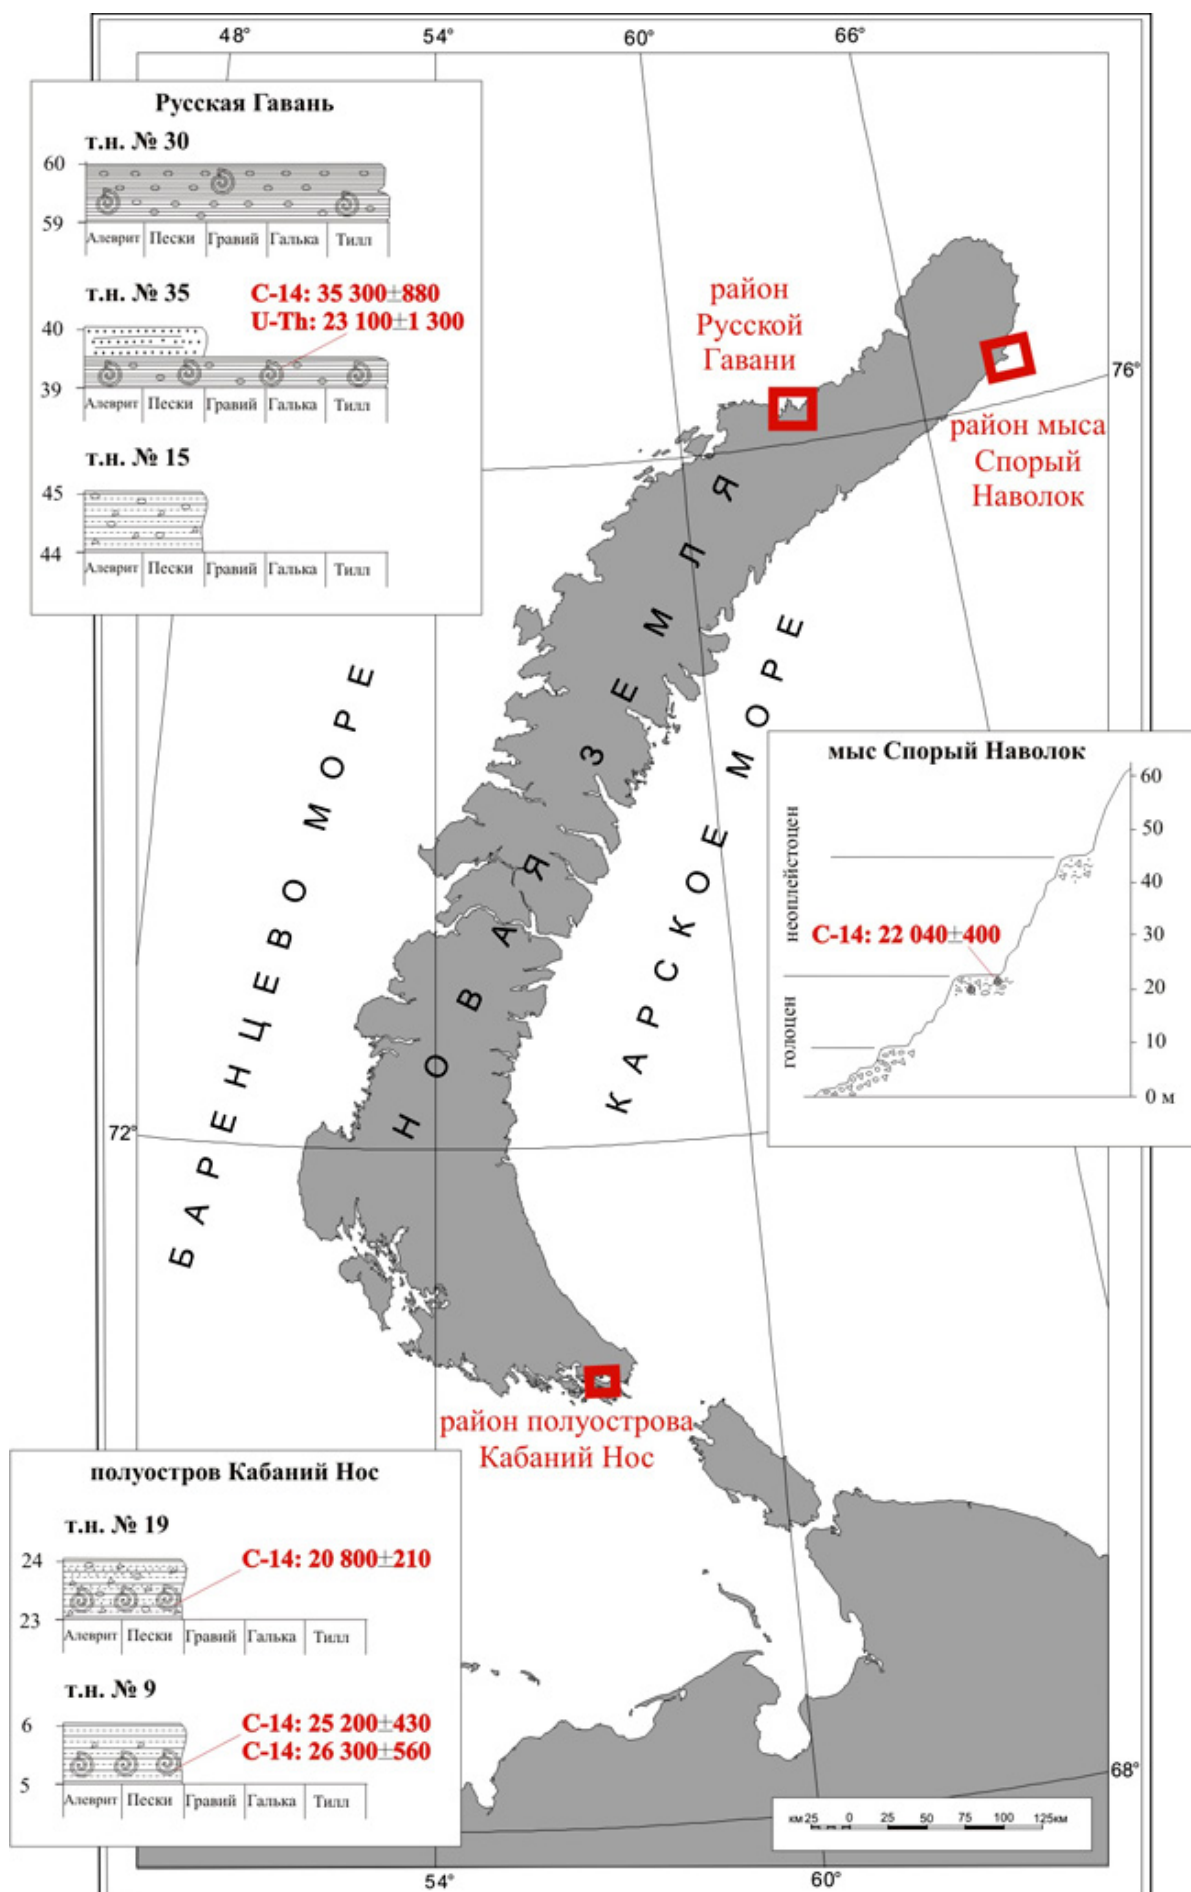 48°
54°
60°
66°
Русская Гавань
т.н. № 30
60
59
Алеврит Пески Гравий Галька Тилл
т.н. № 35
C-14: 35 300±880
U-Th: 23 100±1 300
40
39
Алеврит Пески Гравий Галька Тилл
т.н. № 15
45
44
Алеврит Пески Гравий Галька Тилл
район
Русской
Гавани
76°
район мыса
Спорый
Наволок
НОВАЯ ЗЕМЛЯ
БАРЕНЦЕВО МОРЕ
КАРСКОЕ МОРЕ
мыс Спорый Наволок
60
50
40
30
20
10
0 м
неоплейстоцен
голоцен
C-14: 22 040±400
72°
район полуострова
Кабаний Нос
полуостров Кабаний Нос
т.н. № 19
24
23
C-14: 20 800±210
Алеврит Пески Гравий Галька Тилл
т.н. № 9
6
5
C-14: 25 200±430
C-14: 26 300±560
Алеврит Пески Гравий Галька Тилл
68°
км 25 0 25 50 75 100 125км
54°
60°